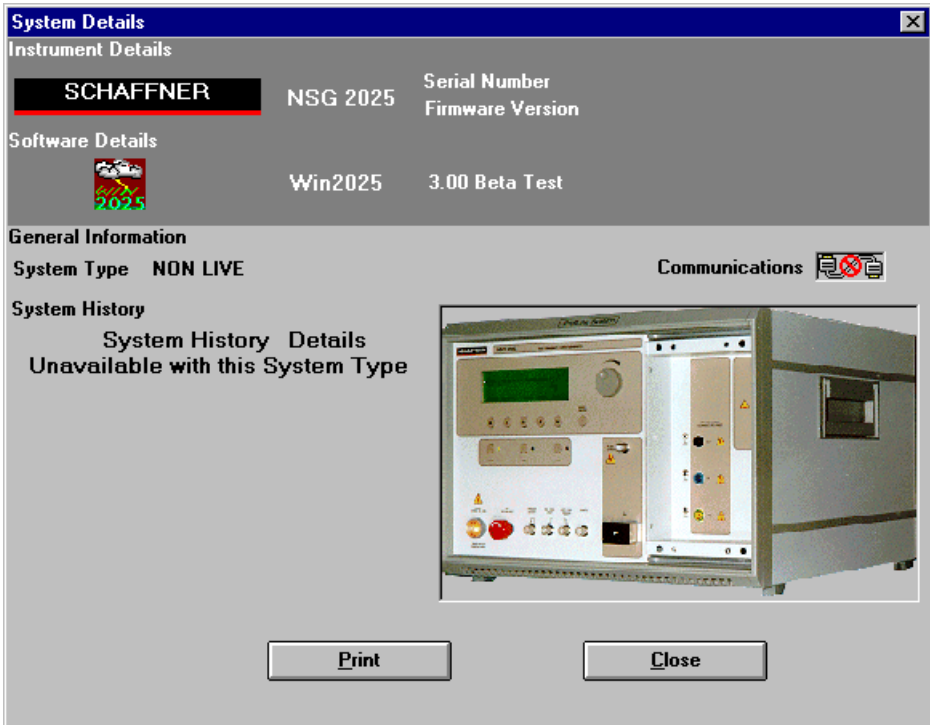 System Details
Instrument Details
SCHAFFNER
NSG 2025
Serial Number
Firmware Version
Software Details
2025
Win2025
3.00 Beta Test
General Information
System Type NON LIVE
Communications
System History
System History Details
Unavailable with this System Type
Print
Close